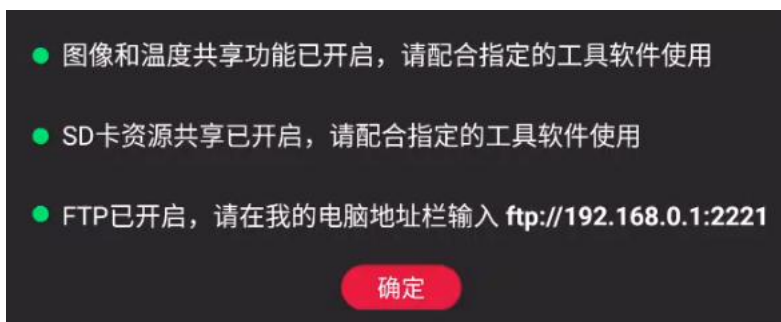 图像和温度共享功能已开启，请配合指定的工具软件使用
SD卡资源共享已开启，请配合指定的工具软件使用
FTP已开启，请在我的电脑地址栏输入 ftp://192.168.0.1:2221
确定